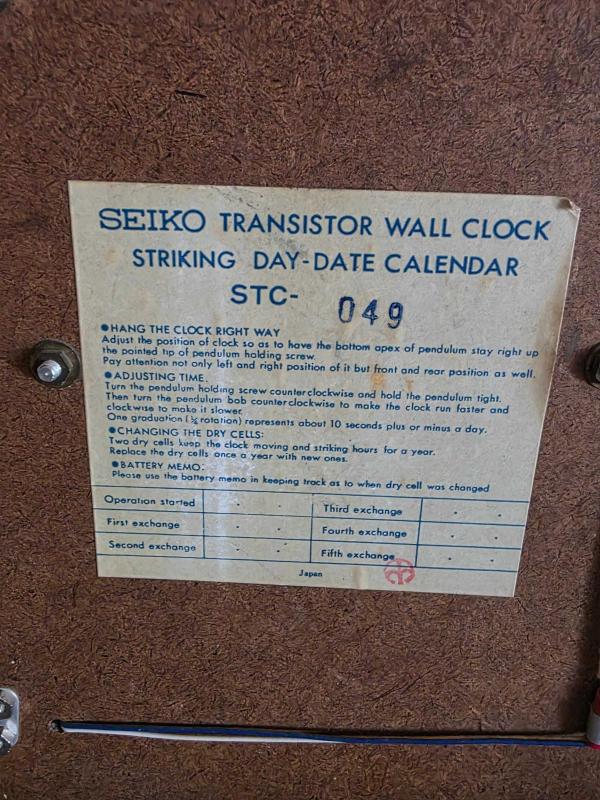 SEIKO TRANSISTOR WALL CLOCK
STRIKING DAY-DATE CALENDAR
STC- 049
●HANG THE CLOCK RIGHT WAY
Adjust the position of clock so as to have the bottom apex of pendulum stay right up
the pointed tip of pendulum holding screw.
Pay attention not only left and right position of it but front and rear position as well.
●ADJUSTING TIME.
Turn the pendulum holding screw counterclockwise and hold the pendulum tight.
Then turn the pendulum bob counterclockwise to make the clock run faster and
clockwise to make it slower.
One graduation (½ rotation) represents about 10 seconds plus or minus a day.
●CHANGING THE DRY CELLS:
Two dry cells keep the clock moving and striking hours for a year.
Replace the dry cells once a year with new ones.
●BATTERY MEMO:
Please use the battery memo in keeping track as to when dry cell was changed
Operation started . . Third exchange . .
First exchange . . Fourth exchange . .
Second exchange . . Fifth exchange . .
Japan